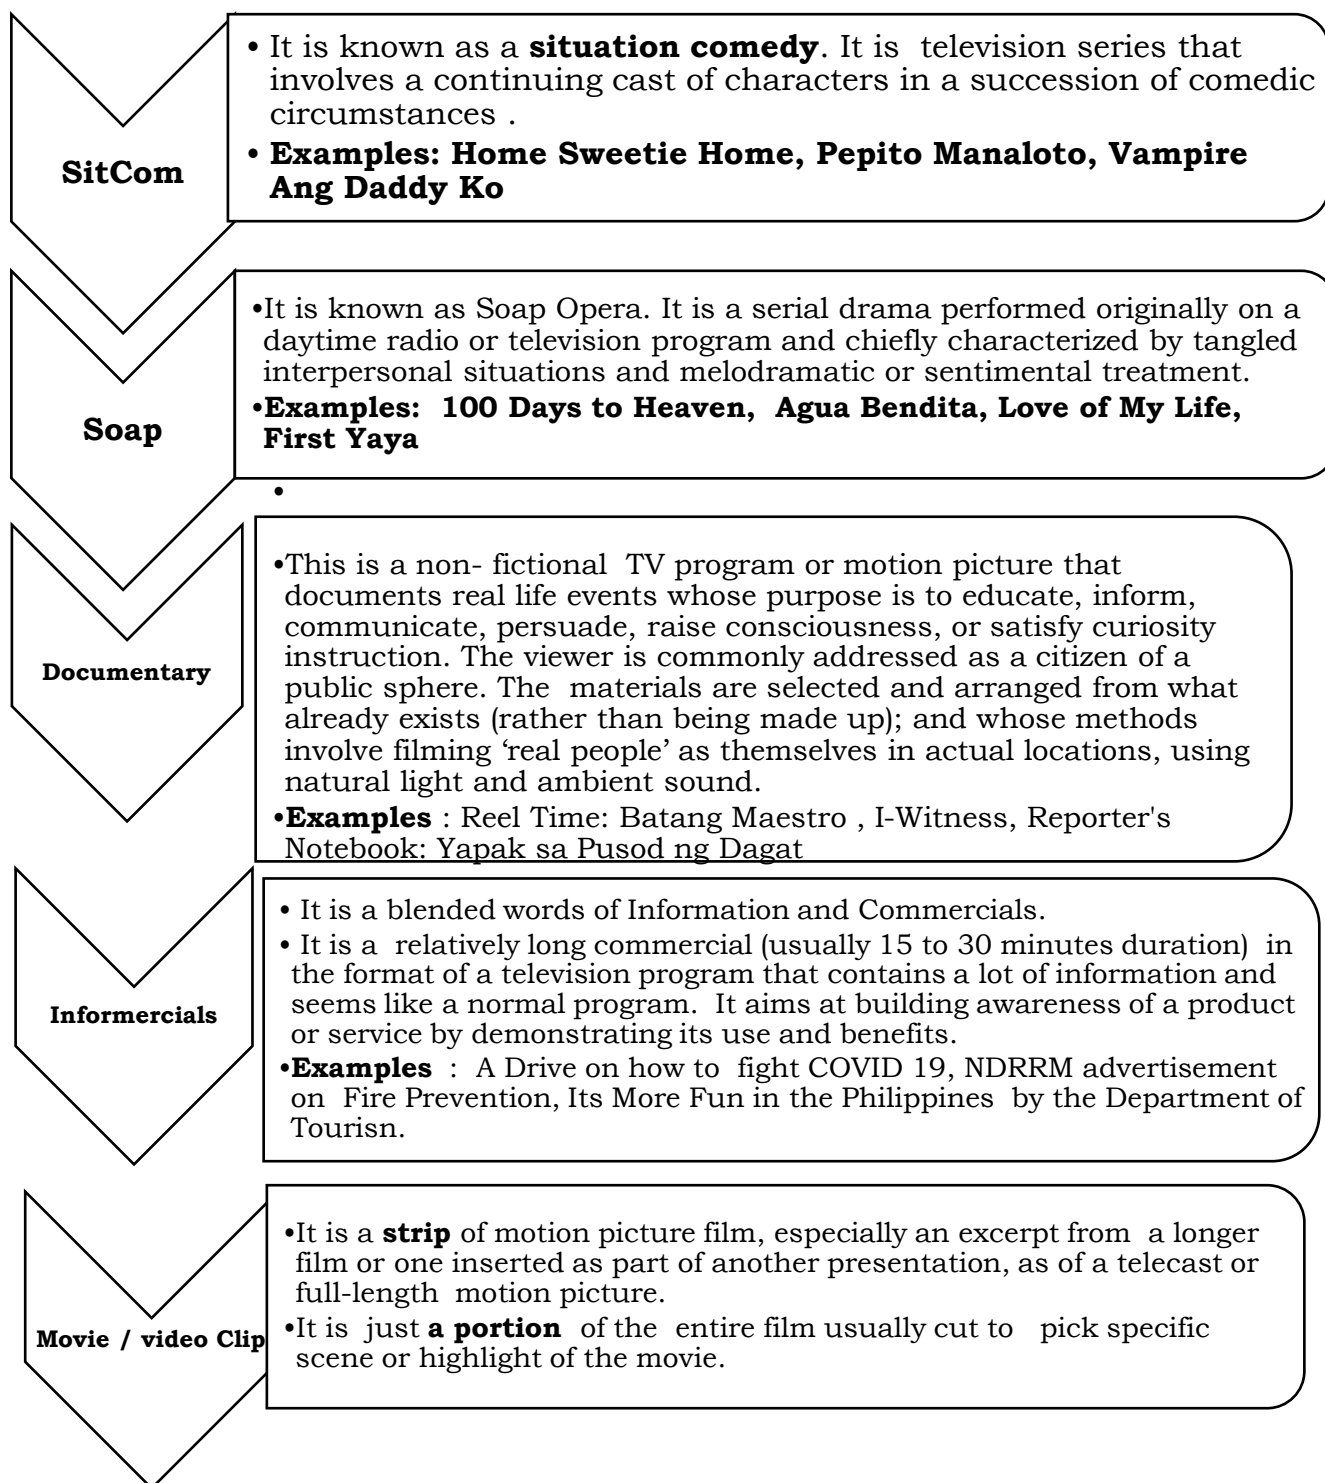 SitCom
• It is known as a situation comedy. It is television series that
involves a continuing cast of characters in a succession of comedic
circumstances .
• Examples: Home Sweetie Home, Pepito Manaloto, Vampire
Ang Daddy Ko
Soap
•It is known as Soap Opera. It is a serial drama performed originally on a
daytime radio or television program and chiefly characterized by tangled
interpersonal situations and melodramatic or sentimental treatment.
•Examples: 100 Days to Heaven, Agua Bendita, Love of My Life,
First Yaya
•
Documentary
•This is a non- fictional TV program or motion picture that
documents real life events whose purpose is to educate, inform,
communicate, persuade, raise consciousness, or satisfy curiosity
instruction. The viewer is commonly addressed as a citizen of a
public sphere. The materials are selected and arranged from what
already exists (rather than being made up); and whose methods
involve filming ‘real people’ as themselves in actual locations, using
natural light and ambient sound.
•Examples : Reel Time: Batang Maestro , I-Witness, Reporter's
Notebook: Yapak sa Pusod ng Dagat
Informercials
• It is a blended words of Information and Commercials.
• It is a relatively long commercial (usually 15 to 30 minutes duration) in
the format of a television program that contains a lot of information and
seems like a normal program. It aims at building awareness of a product
or service by demonstrating its use and benefits.
•Examples : A Drive on how to fight COVID 19, NDRRM advertisement
on Fire Prevention, Its More Fun in the Philippines by the Department of
Tourisn.
Movie / video Clip
•It is a strip of motion picture film, especially an excerpt from a longer
film or one inserted as part of another presentation, as of a telecast or
full-length motion picture.
•It is just a portion of the entire film usually cut to pick specific
scene or highlight of the movie.